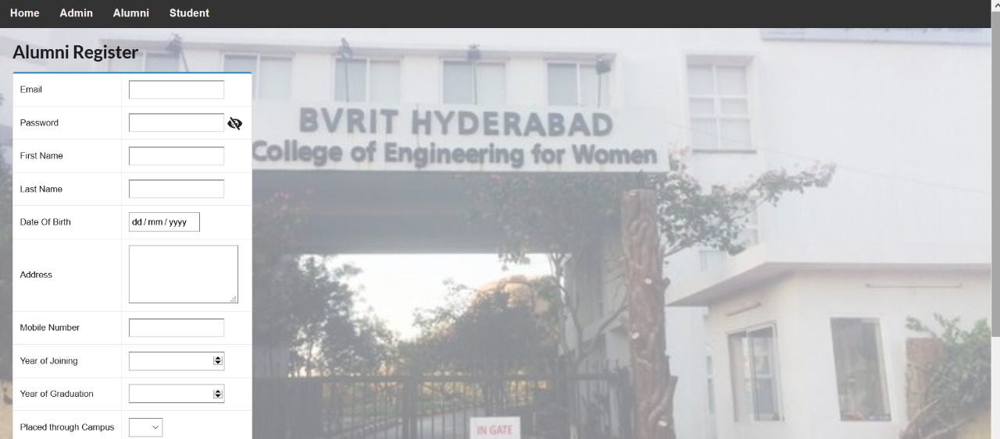 Home Admin Alumni Student
Alumni Register
Email
Password
First Name
Last Name
Date Of Birth dd / mm / yyyy
Address
Mobile Number
Year of Joining
Year of Graduation
Placed through Campus
BVRIT HYDERABAD
College of Engineering for Women
IN GATE